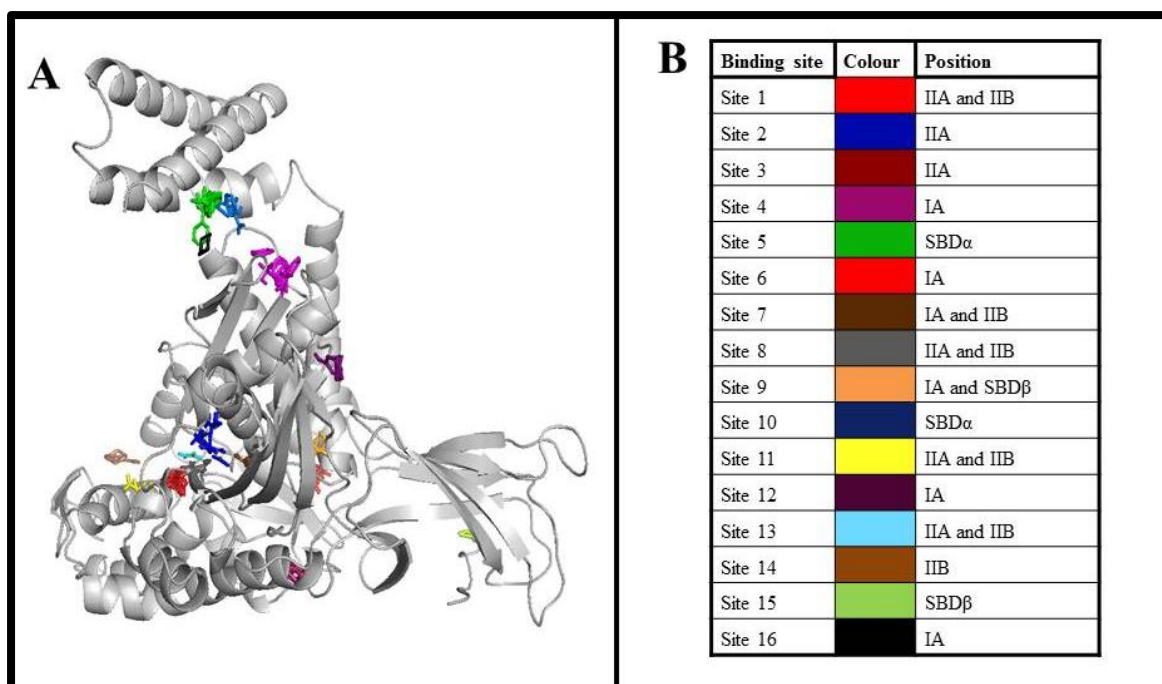 A
B
Binding site Colour Position
Site 1 IIA and IIB
Site 2 IIA
Site 3 IIA
Site 4 IA
Site 5 SBDα
Site 6 IA
Site 7 IA and IIB
Site 8 IIA and IIB
Site 9 IA and SBDβ
Site 10 SBDα
Site 11 IIA and IIB
Site 12 IA
Site 13 IIA and IIB
Site 14 IIB
Site 15 SBDβ
Site 16 IA